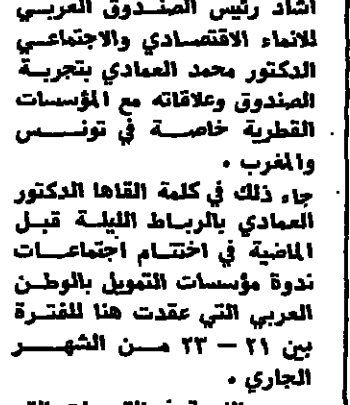 اشاد رئيس الصندوق العربي
للانماء الاقتصادي والاجتماعي
الدكتور محمد العمادي بتجربة
الصندوق وعلاقاته مع المؤسسات
القطرية خاصة في تونس
والمغرب .
جاء ذلك في كلمة القاها الدكتور
العمادي بالرباط الليلة قبل
الماضية في اختتام اجتماعات
ندوة مؤسسات التمويل بالوطن
العربي التي عقدت هنا للفترة
بين ٢١ — ٢٣ من الشهر
الجاري .